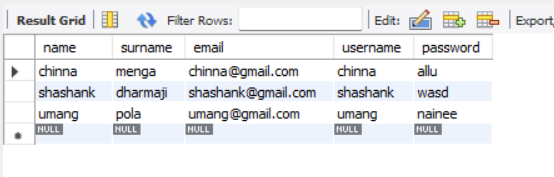 Result Grid Filter Rows: Edit: Export
name surname email username password
chinna menga chinna@gmail.com chinna allu
shashank dharmaji shashank@gmail.com shashank wasd
umang pola umang@gmail.com umang nainee
NULL NULL NULL NULL NULL